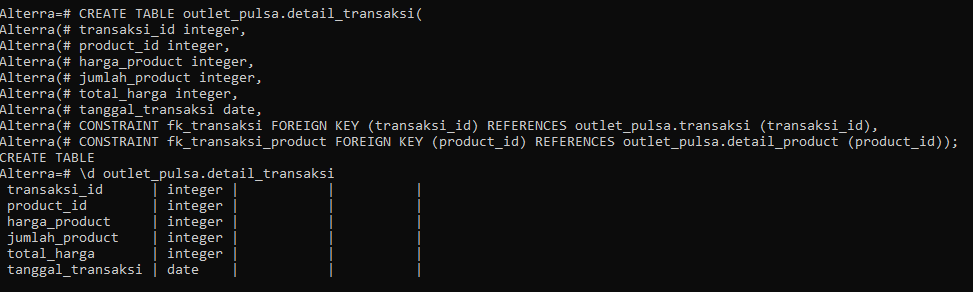 Alterra=# CREATE TABLE outlet_pulsa.detail_transaksi(
Alterra(# transaksi_id integer,
Alterra(# product_id integer,
Alterra(# harga_product integer,
Alterra(# jumlah_product integer,
Alterra(# total_harga integer,
Alterra(# tanggal_transaksi date,
Alterra(# CONSTRAINT fk_transaksi FOREIGN KEY (transaksi_id) REFERENCES outlet_pulsa.transaksi (transaksi_id),
Alterra(# CONSTRAINT fk_transaksi_product FOREIGN KEY (product_id) REFERENCES outlet_pulsa.detail_product (product_id));
CREATE TABLE
Alterra=# \d outlet_pulsa.detail_transaksi
 transaksi_id      | integer |           |          |
 product_id        | integer |           |          |
 harga_product     | integer |           |          |
 jumlah_product    | integer |           |          |
 total_harga       | integer |           |          |
 tanggal_transaksi | date    |           |          |